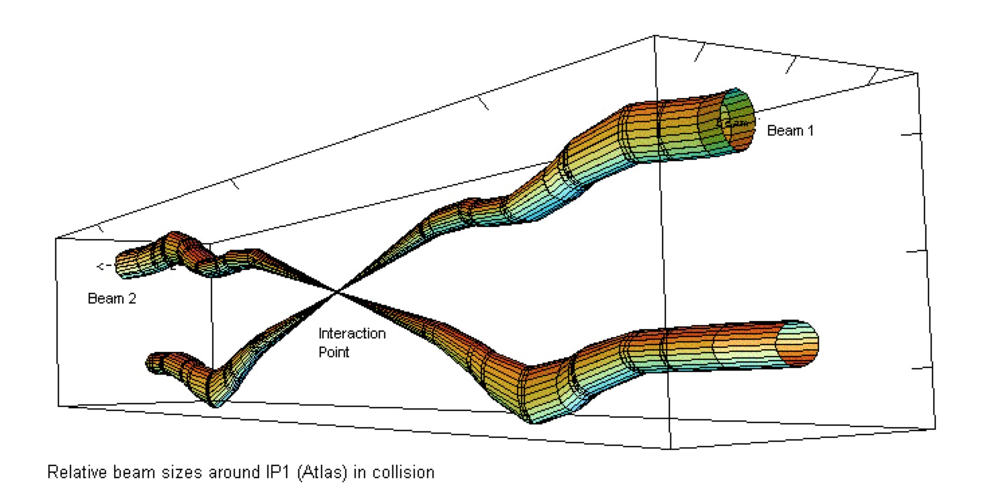 Beam 1
Beam 2
Interaction
Point
Relative beam sizes around IP1 (Atlas) in collision